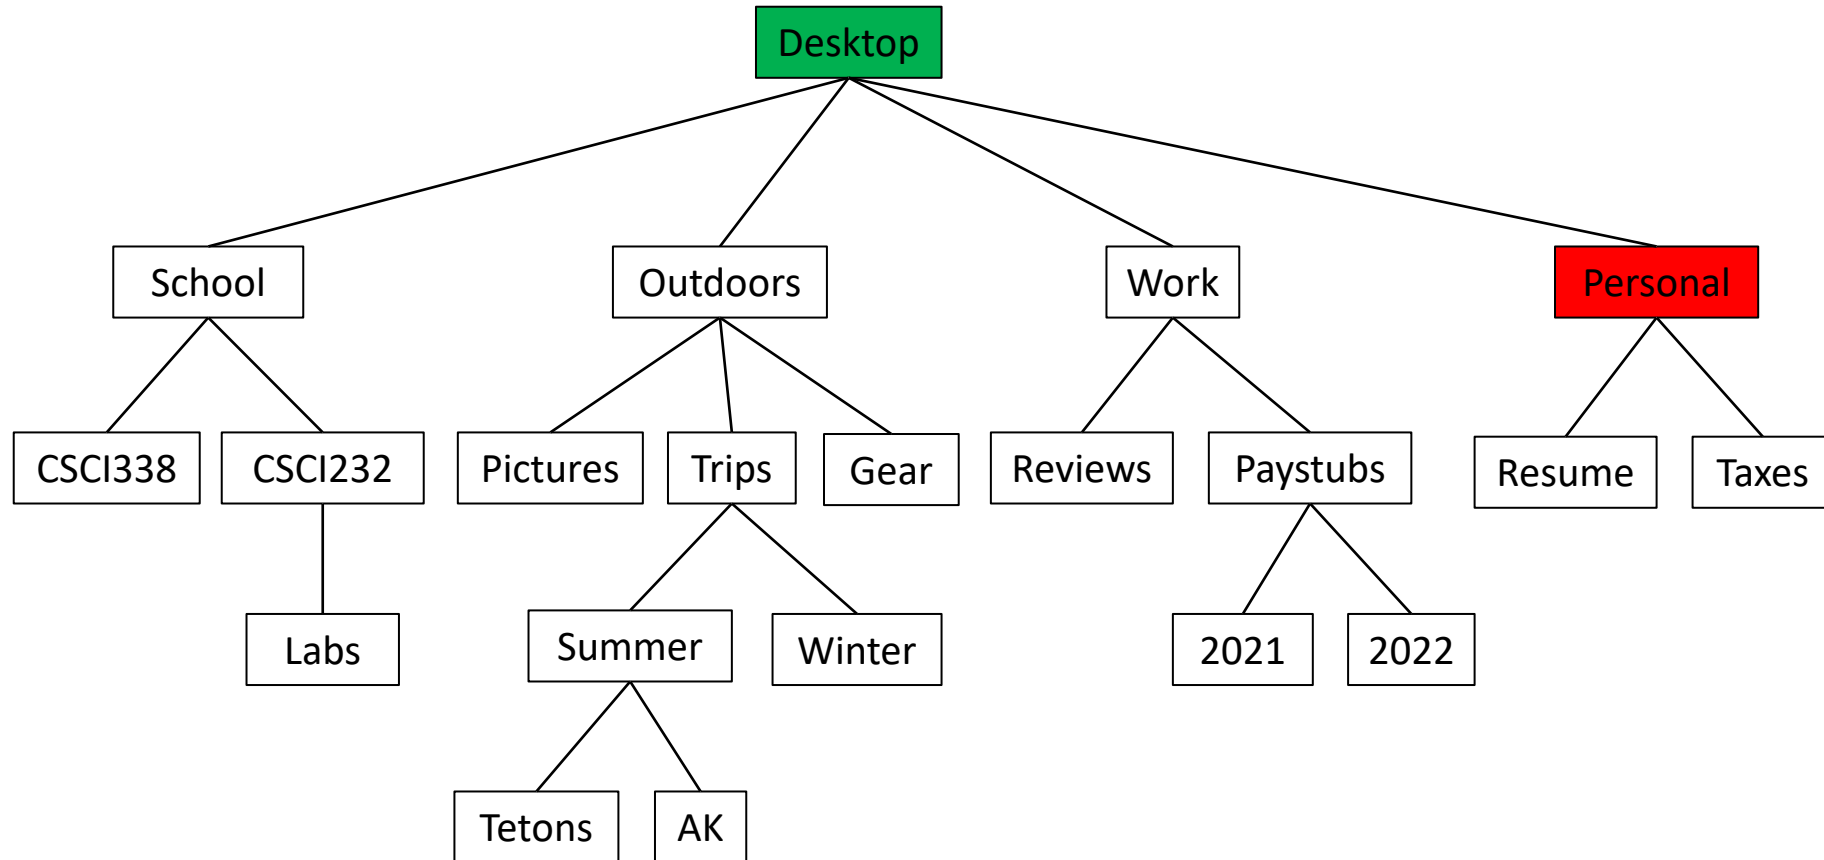 Desktop
School
Outdoors
Work
Personal
CSCI338
CSCI232
Pictures
Trips
Gear
Reviews
Paystubs
Resume
Taxes
Labs
Summer
Winter
2021
2022
Tetons
AK